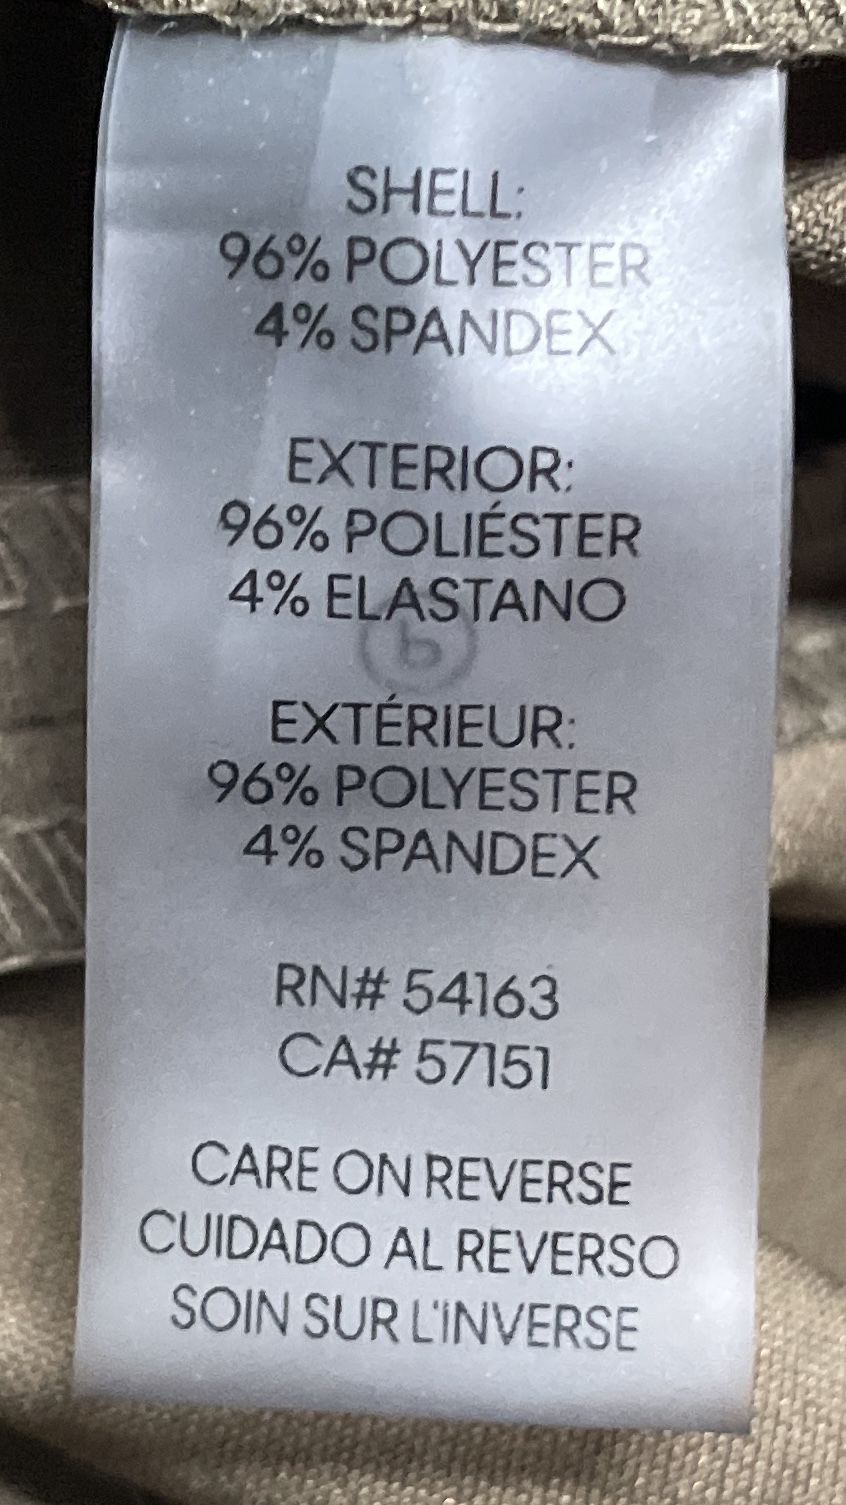 SHELL:
96% POLYESTER
4% SPANDEX
EXTERIOR:
96% POLIÉSTER
4% ELASTANO
EXTÉRIEUR:
96% POLYESTER
4% SPANDEX
RN# 54163
CA# 57151
CARE ON REVERSE
CUIDADO AL REVERSO
SOIN SUR L'INVERSE